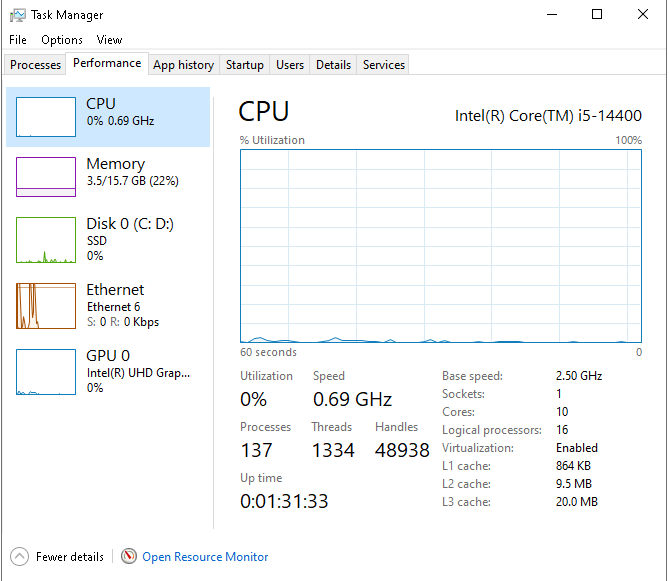 Task Manager
File Options View
Processes Performance App history Startup Users Details Services
CPU
0% 0.69 GHz
Memory
3.5/15.7 GB (22%)
Disk 0 (C: D:)
SSD
0%
Ethernet
Ethernet 6
S: 0 R: 0 Kbps
GPU 0
Intel(R) UHD Grap...
0%
CPU Intel(R) Core(TM) i5-14400
% Utilization 100%
60 seconds 0
Utilization Speed
0% 0.69 GHz
Processes Threads Handles
137 1334 48938
Up time
0:01:31:33
Base speed: 2.50 GHz
Sockets: 1
Cores: 10
Logical processors: 16
Virtualization: Enabled
L1 cache: 864 KB
L2 cache: 9.5 MB
L3 cache: 20.0 MB
Fewer details Open Resource Monitor